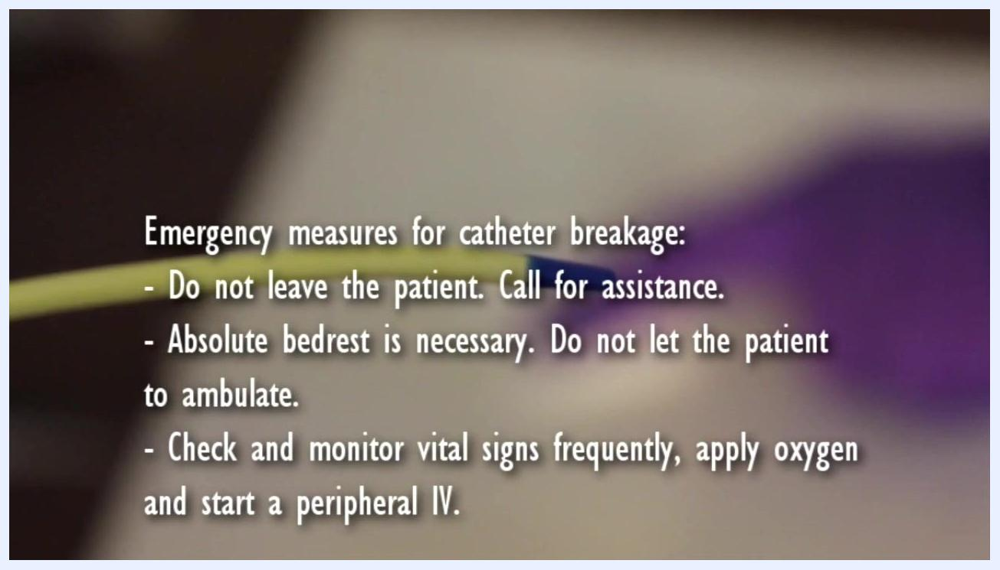 Emergency measures for catheter breakage:
- Do not leave the patient. Call for assistance.
- Absolute bedrest is necessary. Do not let the patient
to ambulate.
- Check and monitor vital signs frequently, apply oxygen
and start a peripheral IV.